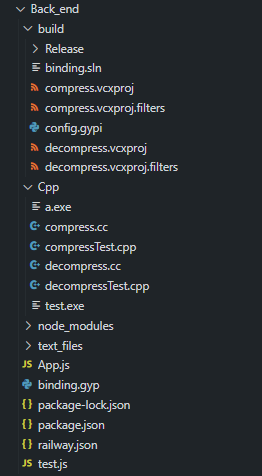 Back_end
build
Release
binding.sln
compress.vcxproj
compress.vcxproj.filters
config.gypi
decompress.vcxproj
decompress.vcxproj.filters
Cpp
a.exe
compress.cc
compressTest.cpp
decompress.cc
decompressTest.cpp
test.exe
node_modules
text_files
JS App.js
binding.gyp
{} package-lock.json
{} package.json
{} railway.json
JS test.js